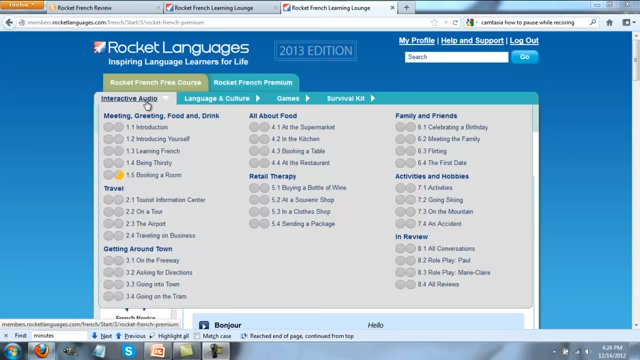 Firefox
Rocket French Review
Rocket French Learning Lounge
Rocket French Learning Lounge
members.rocketlanguages.com/french/Start/3/rocket-french-premium
camtasia how to pause while recoring
My Profile | Help and Support | Log Out
Rocket Languages
Inspiring Language Learners for Life
2013 EDITION
Search
Go
Rocket French Free Course
Rocket French Premium
Interactive Audio
Language & Culture
Games
Survival Kit
Meeting, Greeting, Food and, Drink
1.1 Introduction
1.2 Introducing Yourself
1.3 Learning French
1.4 Being Thirsty
1.5 Booking a Room
Travel
2.1 Tourist Information Center
2.2 On a Tour
2.3 The Airport
2.4 Traveling on Business
Getting Around Town
3.1 On the Freeway
3.2 Asking for Directions
3.3 Going into Town
3.4 Going on the Tram
All About Food
4.1 At the Supermarket
4.2 In the Kitchen
4.3 Booking a Table
4.4 At the Restaurant
Retail Therapy
5.1 Buying a Bottle of Wine
5.2 At a Souvenir Shop
5.3 In a Clothes Shop
5.4 Sending a Package
Family and Friends
6.1 Celebrating a Birthday
6.2 Meeting the Family
6.3 Flirting
6.4 The First Date
Activities and Hobbies
7.1 Activities
7.2 Going Skiing
7.3 On the Mountain
7.4 An Accident
In Review
8.1 All Conversations
8.2 Role Play: Paul
8.3 Role Play: Marie-Claire
8.4 All Reviews
French Novice
Bonjour
Hello
members.rocketlanguages.com/french/Start/3/rocket-french-premium
Find: minutes
Next
Previous
Highlight all
Match case
Reached end of page, continued from top
4:24 PM
12/14/2012